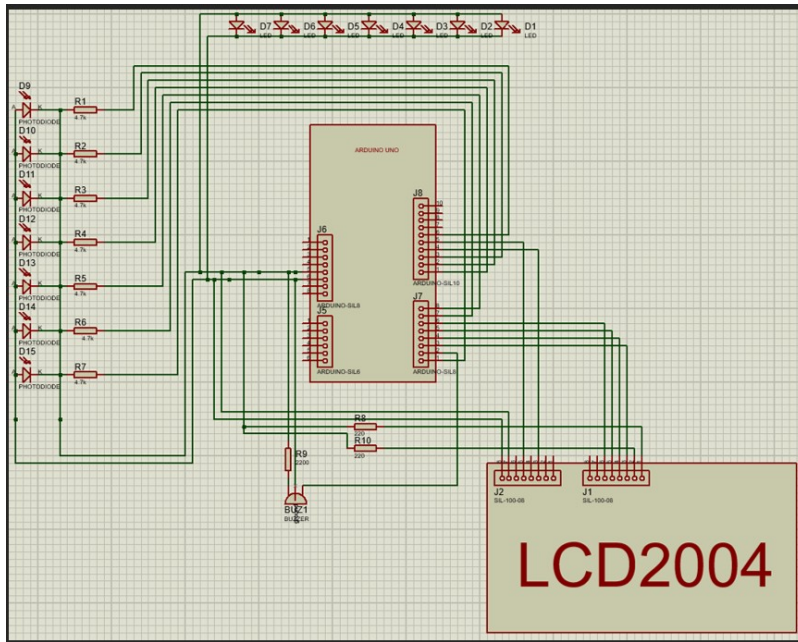 D7
LED
D6
LED
D5
LED
D4
LED
D3
LED
D2
LED
D1
LED
D9
PHOTODIODE
R1
4.7k
D10
PHOTODIODE
R2
4.7k
D11
PHOTODIODE
R3
4.7k
D12
PHOTODIODE
R4
4.7k
D13
PHOTODIODE
R5
4.7k
D14
PHOTODIODE
R6
4.7k
D15
PHOTODIODE
R7
4.7k
ARDUINO UNO
J8
ARDUINO-SIL10
J6
ARDUINO-SIL8
J7
ARDUINO-SIL8
J5
ARDUINO-SIL6
R8
220
R10
220
R9
2200
BUZ1
BUZZER
J2
SIL-100-08
J1
SIL-100-08
LCD2004